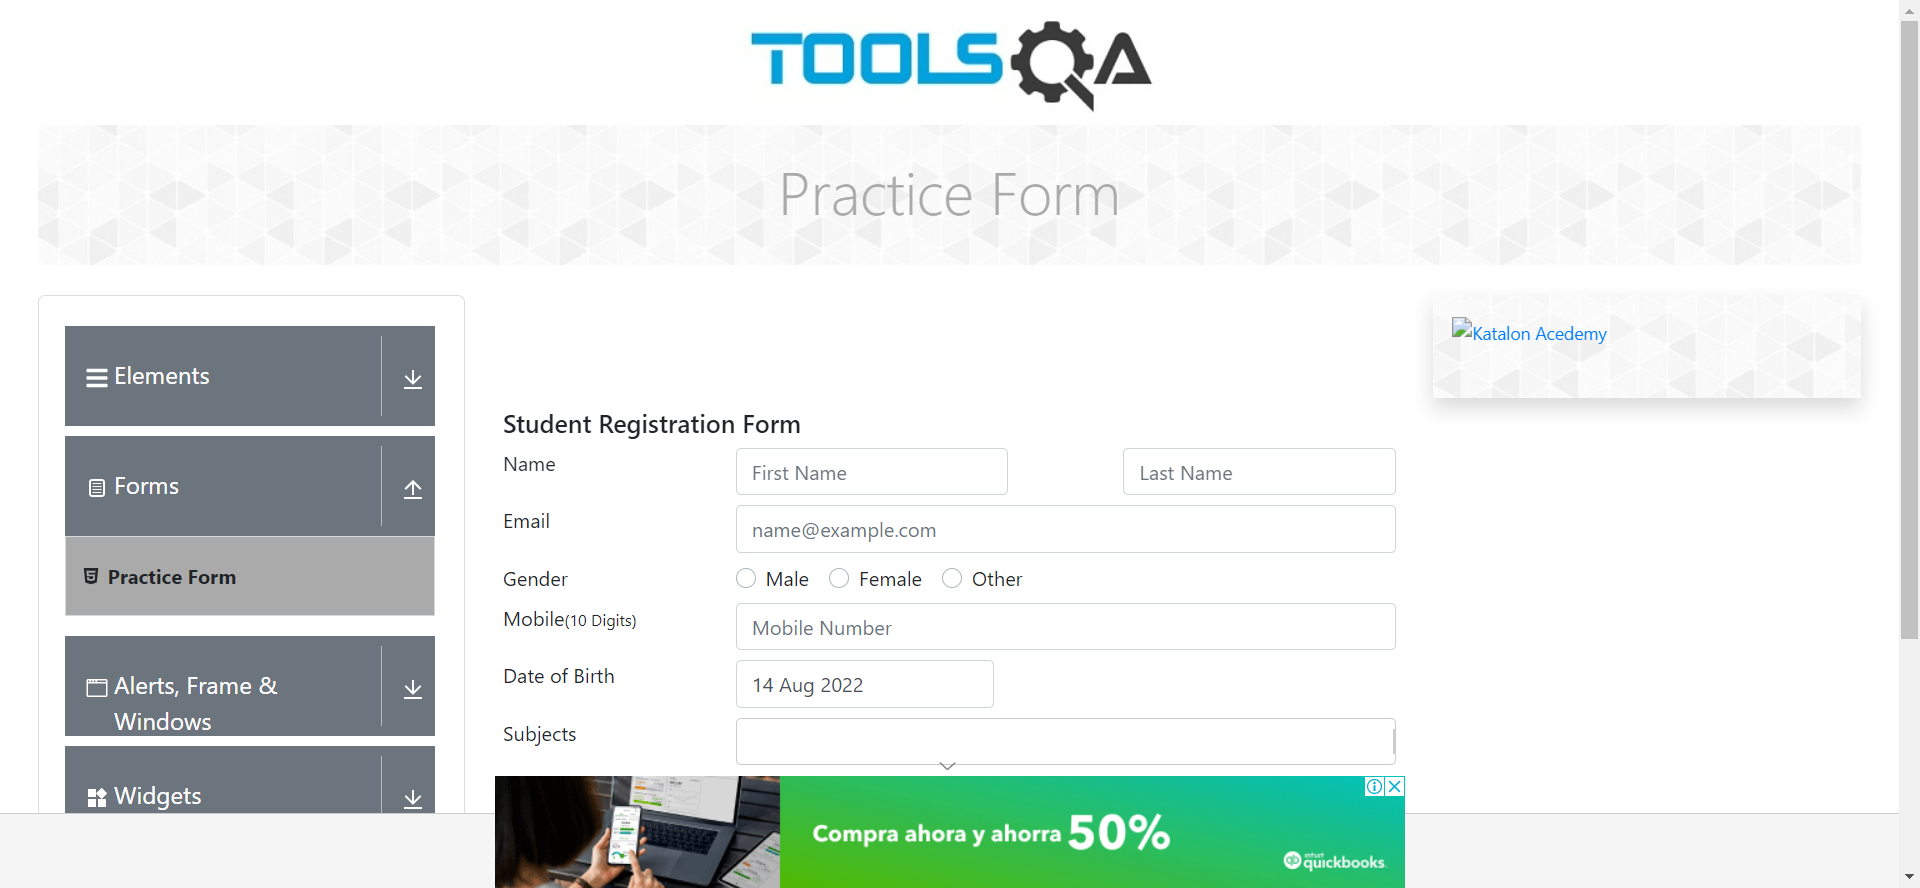 TOOLSQA
Practice Form
Elements
Forms
Practice Form
Alerts, Frame &
Windows
Widgets
Katalon Acedemy
Student Registration Form
Name
First Name
Last Name
Email
name@example.com
Gender
Male
Female
Other
Mobile(10 Digits)
Mobile Number
Date of Birth
14 Aug 2022
Subjects
Compra ahora y ahorra 50%
qb intuit quickbooks.